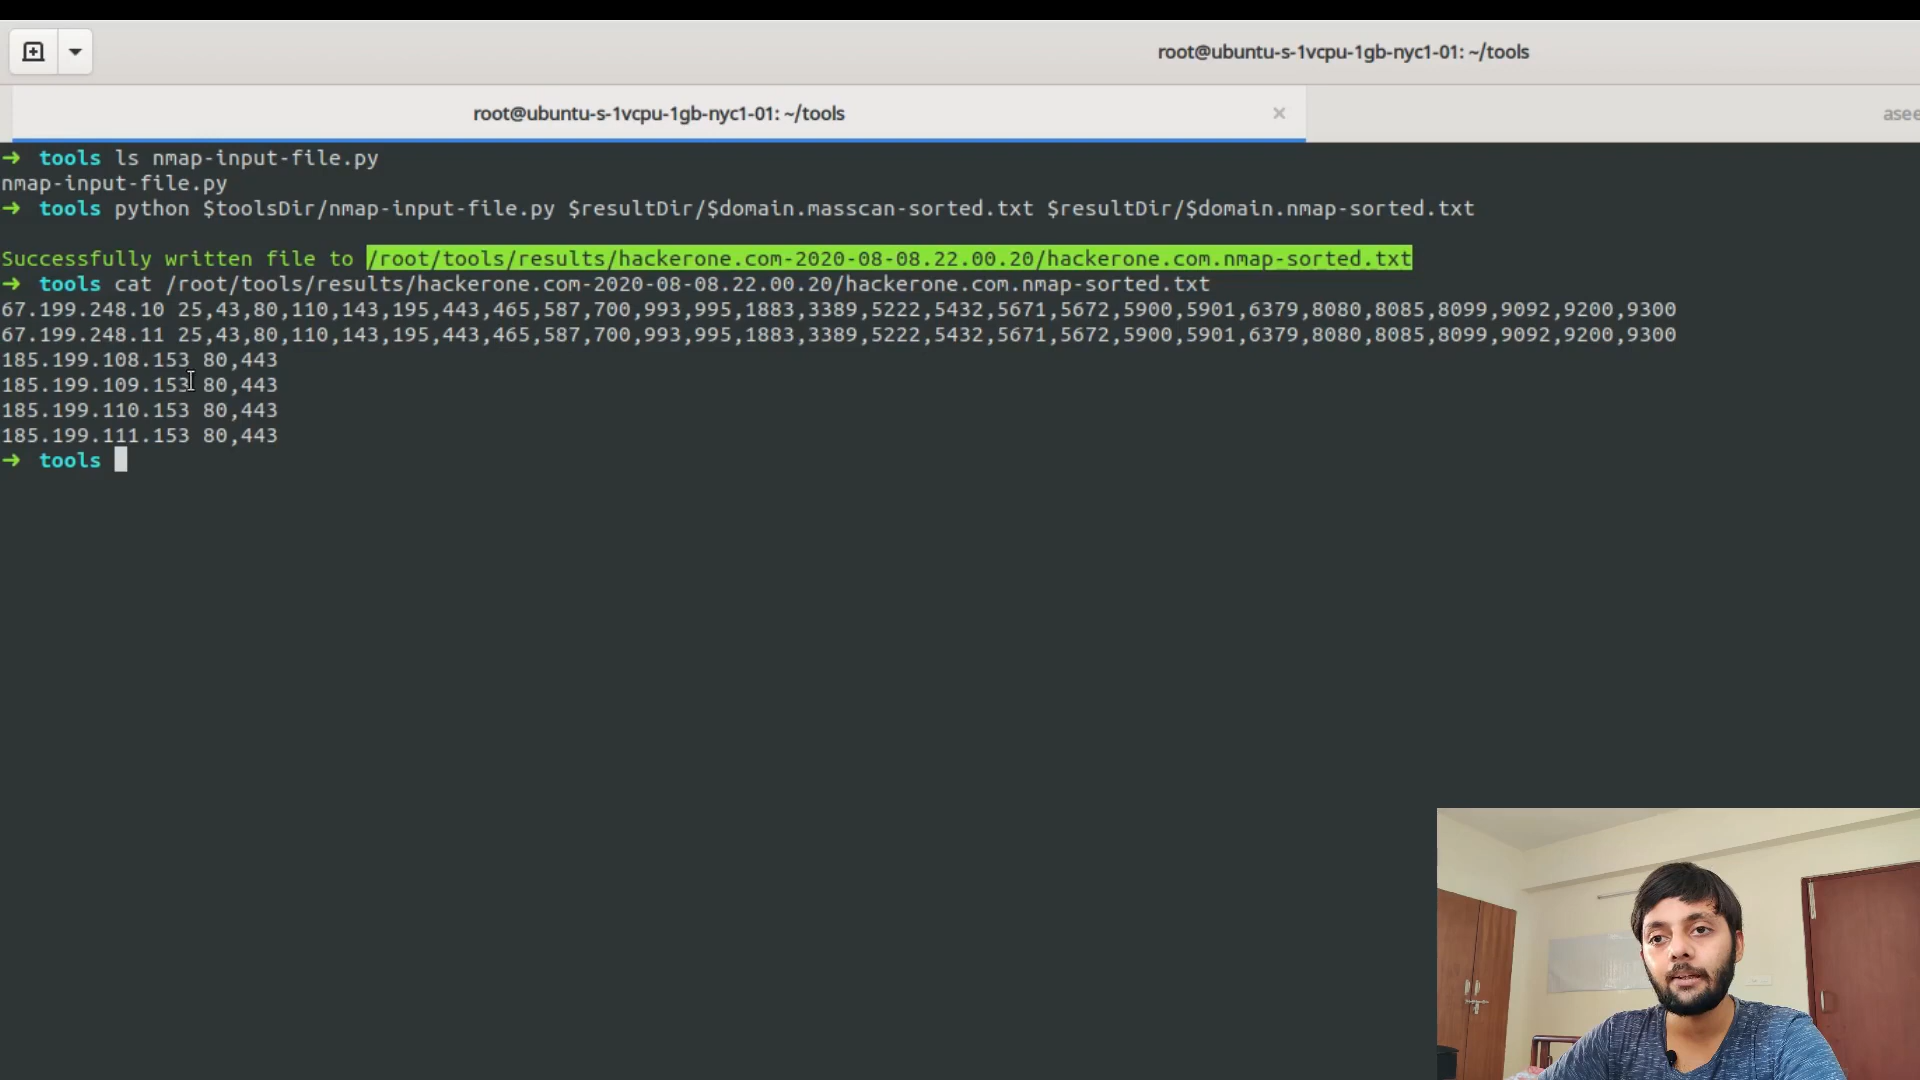 root@ubuntu-s-1vcpu-1gb-nyc1-01: ~/tools
root@ubuntu-s-1vcpu-1gb-nyc1-01: ~/tools ×
asee
➜ tools ls nmap-input-file.py
nmap-input-file.py
➜ tools python $toolsDir/nmap-input-file.py $resultDir/$domain.masscan-sorted.txt $resultDir/$domain.nmap-sorted.txt
Successfully written file to /root/tools/results/hackerone.com-2020-08-08.22.00.20/hackerone.com.nmap-sorted.txt
➜ tools cat /root/tools/results/hackerone.com-2020-08-08.22.00.20/hackerone.com.nmap-sorted.txt
67.199.248.10 25,43,80,110,143,195,443,465,587,700,993,995,1883,3389,5222,5432,5671,5672,5900,5901,6379,8080,8085,8099,9092,9200,9300
67.199.248.11 25,43,80,110,143,195,443,465,587,700,993,995,1883,3389,5222,5432,5671,5672,5900,5901,6379,8080,8085,8099,9092,9200,9300
185.199.108.153 80,443
185.199.109.153 80,443
185.199.110.153 80,443
185.199.111.153 80,443
➜ tools